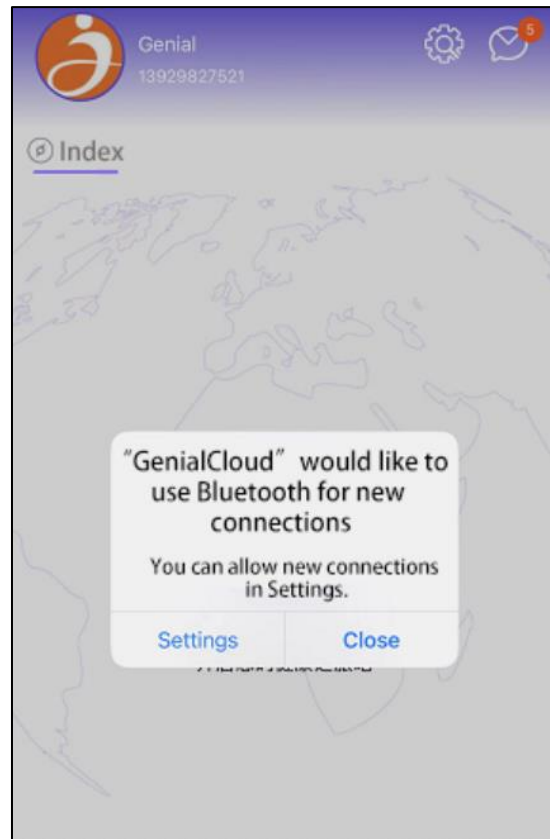 Genial
5
13929827521
Index
"GenialCloud" would like to
use Bluetooth for new
connections
You can allow new connections
in Settings.
Settings
Close